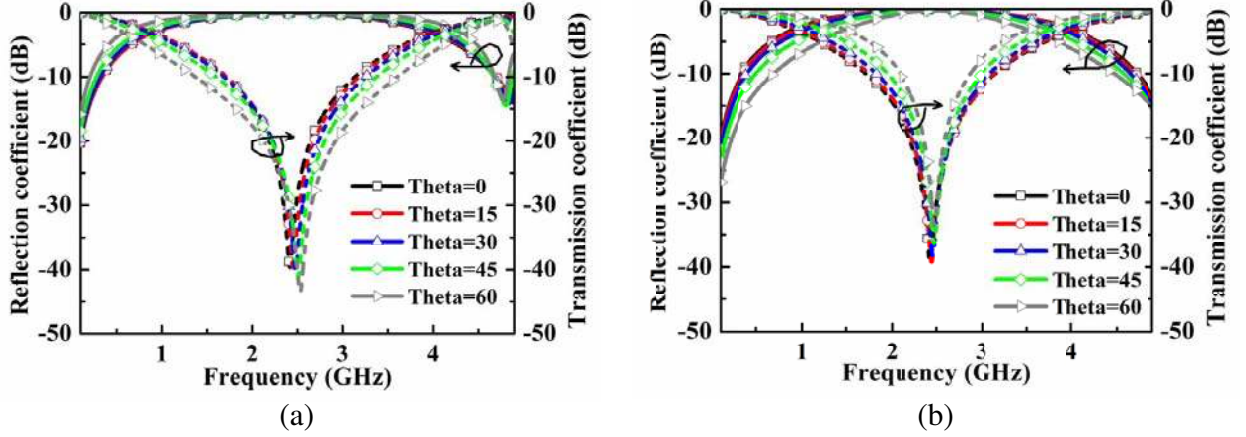 0
-10
-20
-30
-40
-50
Reflection coefficient (dB)
1
2
3
4
Frequency (GHz)
0
-10
-20
-30
-40
-50
Transmission coefficient (dB)
Theta=0
Theta=15
Theta=30
Theta=45
Theta=60
(a)
0
-10
-20
-30
-40
-50
Reflection coefficient (dB)
1
2
3
4
Frequency (GHz)
0
-10
-20
-30
-40
-50
Transmission coefficient (dB)
Theta=0
Theta=15
Theta=30
Theta=45
Theta=60
(b)